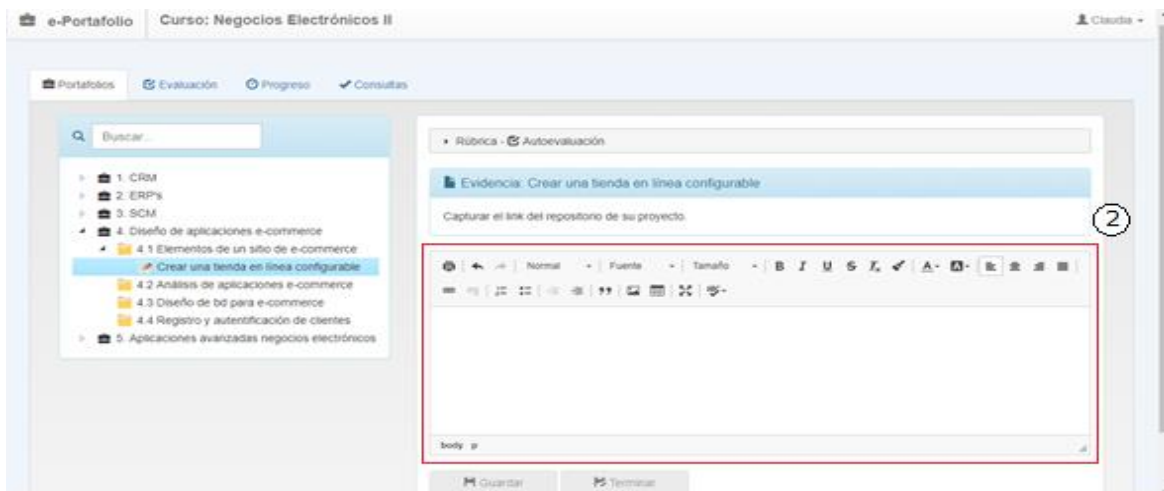 e-Portafolio Curso: Negocios Electrónicos II Claudia
Portafolios Evaluación Progreso Consultas
Buscar...
1. CRM
2. ERP's
3. SCM
4. Diseño de aplicaciones e-commerce
4.1 Elementos de un sitio de e-commerce
Crear una tienda en línea configurable
4.2 Análisis de aplicaciones e-commerce
4.3 Diseño de bd para e-commerce
4.4 Registro y autentificación de clientes
5. Aplicaciones avanzadas negocios electrónicos
Rúbrica - Autoevaluación
Evidencia: Crear una tienda en línea configurable
Capturar el link del repositorio de su proyecto.
2
Normal Fuente Tamaño B I U S Tx A A
body p
Guardar Terminar